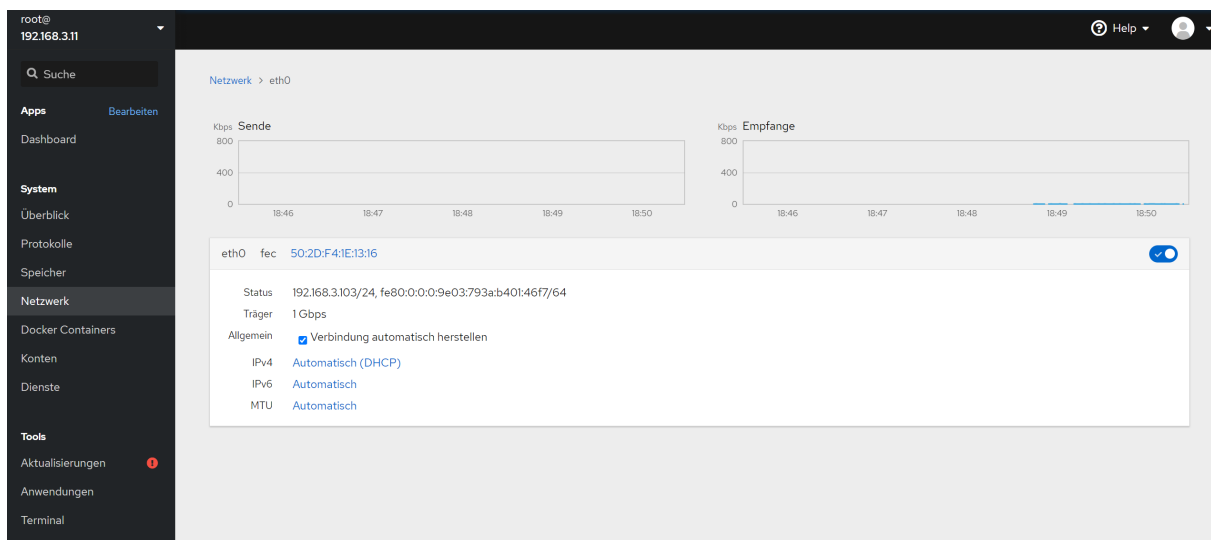 root@
192.168.3.11
Help
Suche
Netzwerk > eth0
Apps Bearbeiten
Dashboard
System
Überblick
Protokolle
Speicher
Netzwerk
Docker Containers
Konten
Dienste
Tools
Aktualisierungen
Anwendungen
Terminal
Kbps Sende
800
400
0
18:46 18:47 18:48 18:49 18:50
Kbps Empfange
800
400
0
18:46 18:47 18:48 18:49 18:50
eth0 fec 50:2D:F4:1E:13:16
Status 192.168.3.103/24, fe80:0:0:0:9e03:793a:b401:46f7/64
Träger 1 Gbps
Allgemein Verbindung automatisch herstellen
IPv4 Automatisch (DHCP)
IPv6 Automatisch
MTU Automatisch